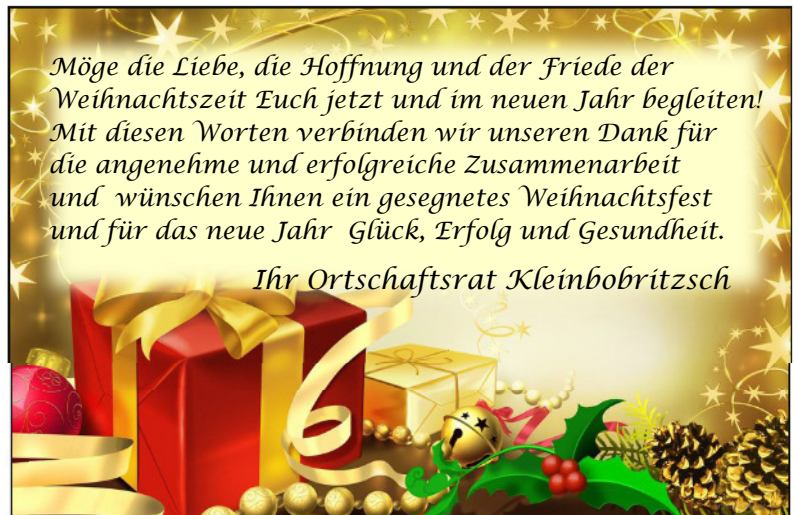 Möge die Liebe, die Hoffnung und der Friede der
Weihnachtszeit Euch jetzt und im neuen Jahr begleiten!
Mit diesen Worten verbinden wir unseren Dank für
die angenehme und erfolgreiche Zusammenarbeit
und wünschen Ihnen ein gesegnetes Weihnachtsfest
und für das neue Jahr Glück, Erfolg und Gesundheit.
Ihr Ortschaftsrat Kleinbobritzsch